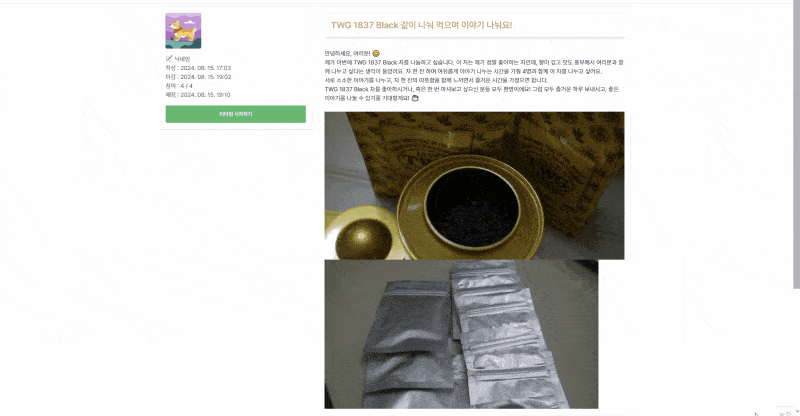 TWG 1837 Black 같이 나눠 먹으며 이야기 나눠요!
닉네임
작성 : 2024. 08. 15. 17:03
마감 : 2024. 08. 15. 19:02
참여 : 4 / 4
2024. 08. 15. 19:10
티타임 시작하기
안녕하세요, 여러분!
제가 이번에 TWG 1837 Black 차를 나눔하고 싶습니다. 이 차는 제가 정말 좋아하는 차인데, 향이 깊고 맛도 풍부해서 여러분과 함
께 나누고 싶다는 생각이 들었어요. 차 한 잔 하며 여유롭게 이야기 나누는 시간을 가질 4명과 함께 이 차를 나누고 싶어요.
서로 소소한 이야기를 나누고, 차 한 잔의 따뜻함을 함께 느끼면서 즐거운 시간을 가졌으면 합니다.
TWG 1837 Black 차를 좋아하시거나, 혹은 한 번 마셔보고 싶으신 분들 모두 환영이에요! 그럼 모두 즐거운 하루 보내시고, 좋은
이야기를 나눌 수 있기를 기대할게요!